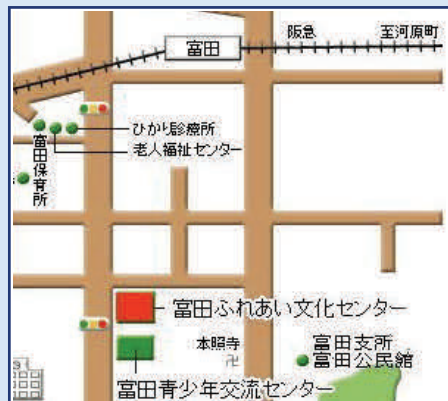 阪急
至河原町
富田
ひかり診療所
老人福祉センター
富田保育所
富田ふれあい文化センター
本照寺
卍
富田支所
富田公民館
富田青少年交流センター